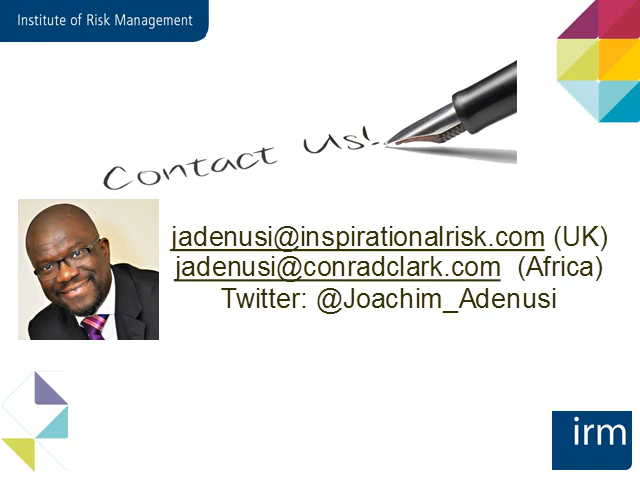 Institute of Risk Management
Contact Us!
jadenusi@inspirationalrisk.com (UK)
jadenusi@conradclark.com (Africa)
Twitter: @Joachim_Adenusi
irm